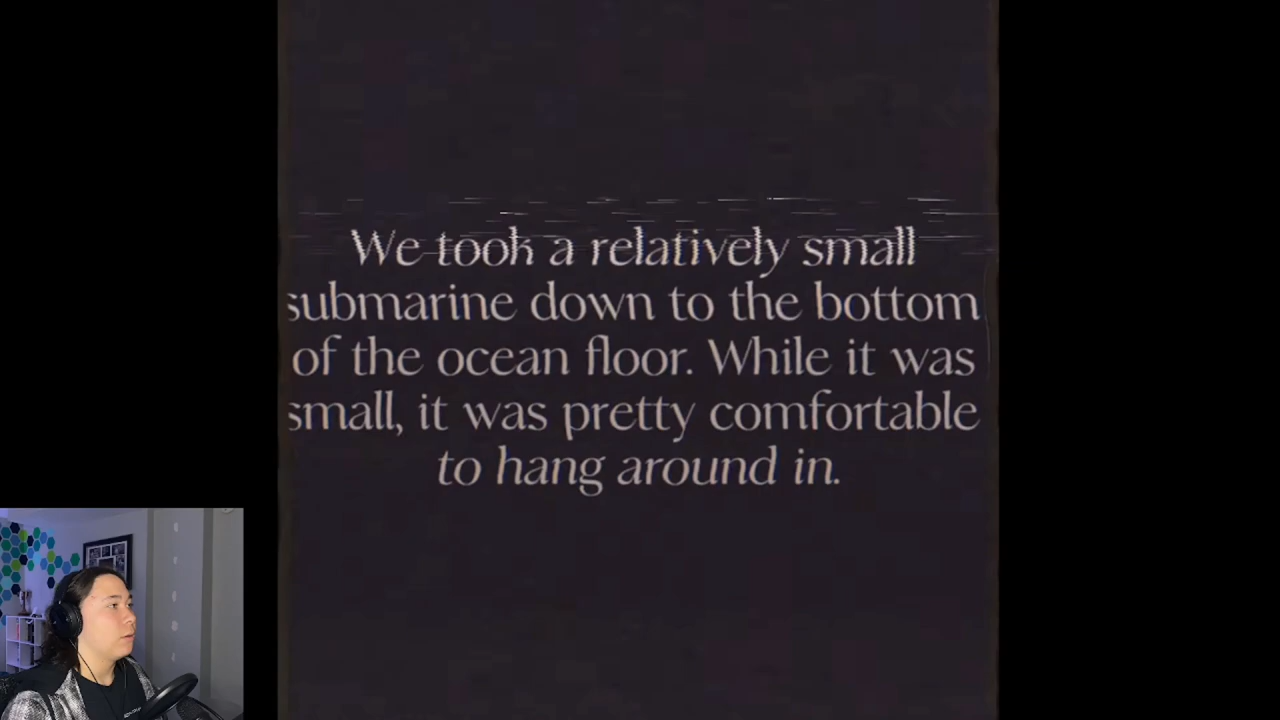 We took a relatively small
submarine down to the bottom
of the ocean floor. While it was
small, it was pretty comfortable
to hang around in.